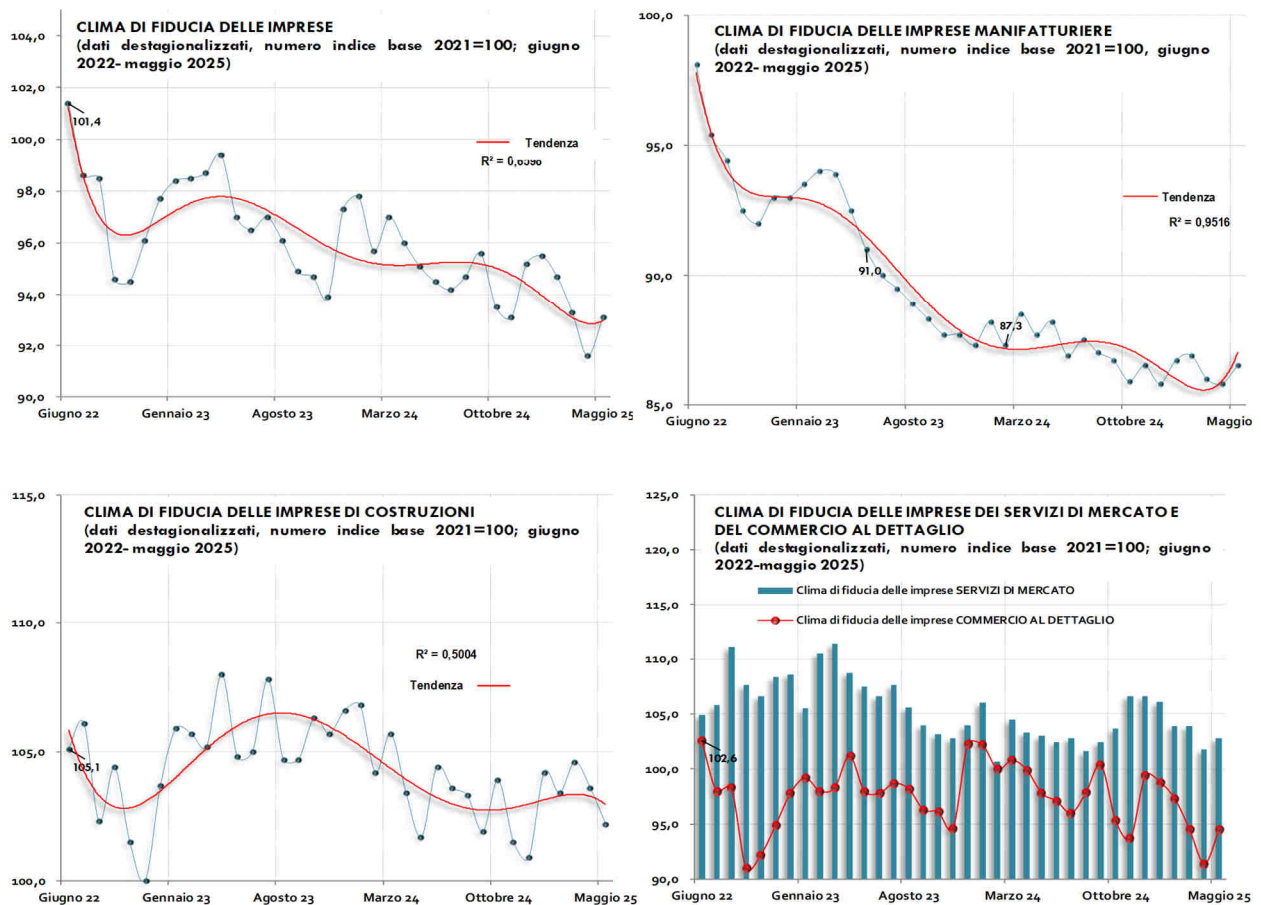 CLIMA DI FIDUCIA DELLE IMPRESE
(dati destagionalizzati, numero indice base 2021=100; giugno
2022- maggio 2025)
104,0
102,0
100,0
98,0
96,0
94,0
92,0
90,0
101,4
Tendenza
R² =
Giugno 22
Gennaio 23
Agosto 23
Marzo 24
Ottobre 24
Maggio 25
CLIMA DI FIDUCIA DELLE IMPRESE MANIFATTURIERE
(dati destagionalizzati, numero indice base 2021=100, giugno
2022- maggio 2025)
100,0
95,0
90,0
85,0
Tendenza
R² = 0,9516
91,0
87,3
Giugno 22
Gennaio 23
Agosto 23
Marzo 24
Ottobre 24
Maggio
CLIMA DI FIDUCIA DELLE IMPRESE DI COSTRUZIONI
(dati destagionalizzati, numero indice base 2021=100; giugno
2022- maggio 2025)
115,0
110,0
105,0
100,0
R² = 0,5004
Tendenza
105,1
Giugno 22
Gennaio 23
Agosto 23
Marzo 24
Ottobre 24
Maggio 25
CLIMA DI FIDUCIA DELLE IMPRESE DEI SERVIZI DI MERCATO E
DEL COMMERCIO AL DETTAGLIO
(dati destagionalizzati, numero indice base 2021=100; giugno
2022-maggio 2025)
125,0
120,0
115,0
110,0
105,0
100,0
95,0
90,0
Clima di fiducia delle imprese SERVIZI DI MERCATO
Clima di fiducia delle imprese COMMERCIO AL DETTAGLIO
102,6
Giugno 22
Gennaio 23
Agosto 23
Marzo 24
Ottobre 24
Maggio 25